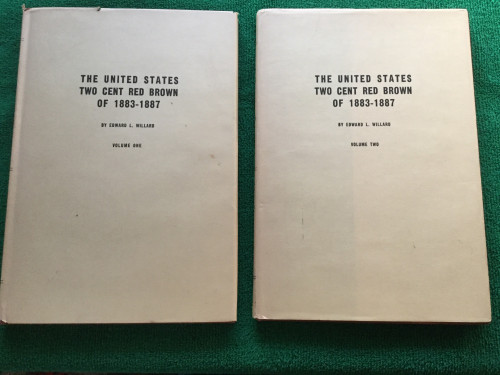 THE UNITED STATES
TWO CENT RED BROWN
OF 1883-1887
BY EDWARD L. WILLARD
VOLUME ONE
THE UNITED STATES
TWO CENT RED BROWN
OF 1883-1887
BY EDWARD L. WILLARD
VOLUME TWO